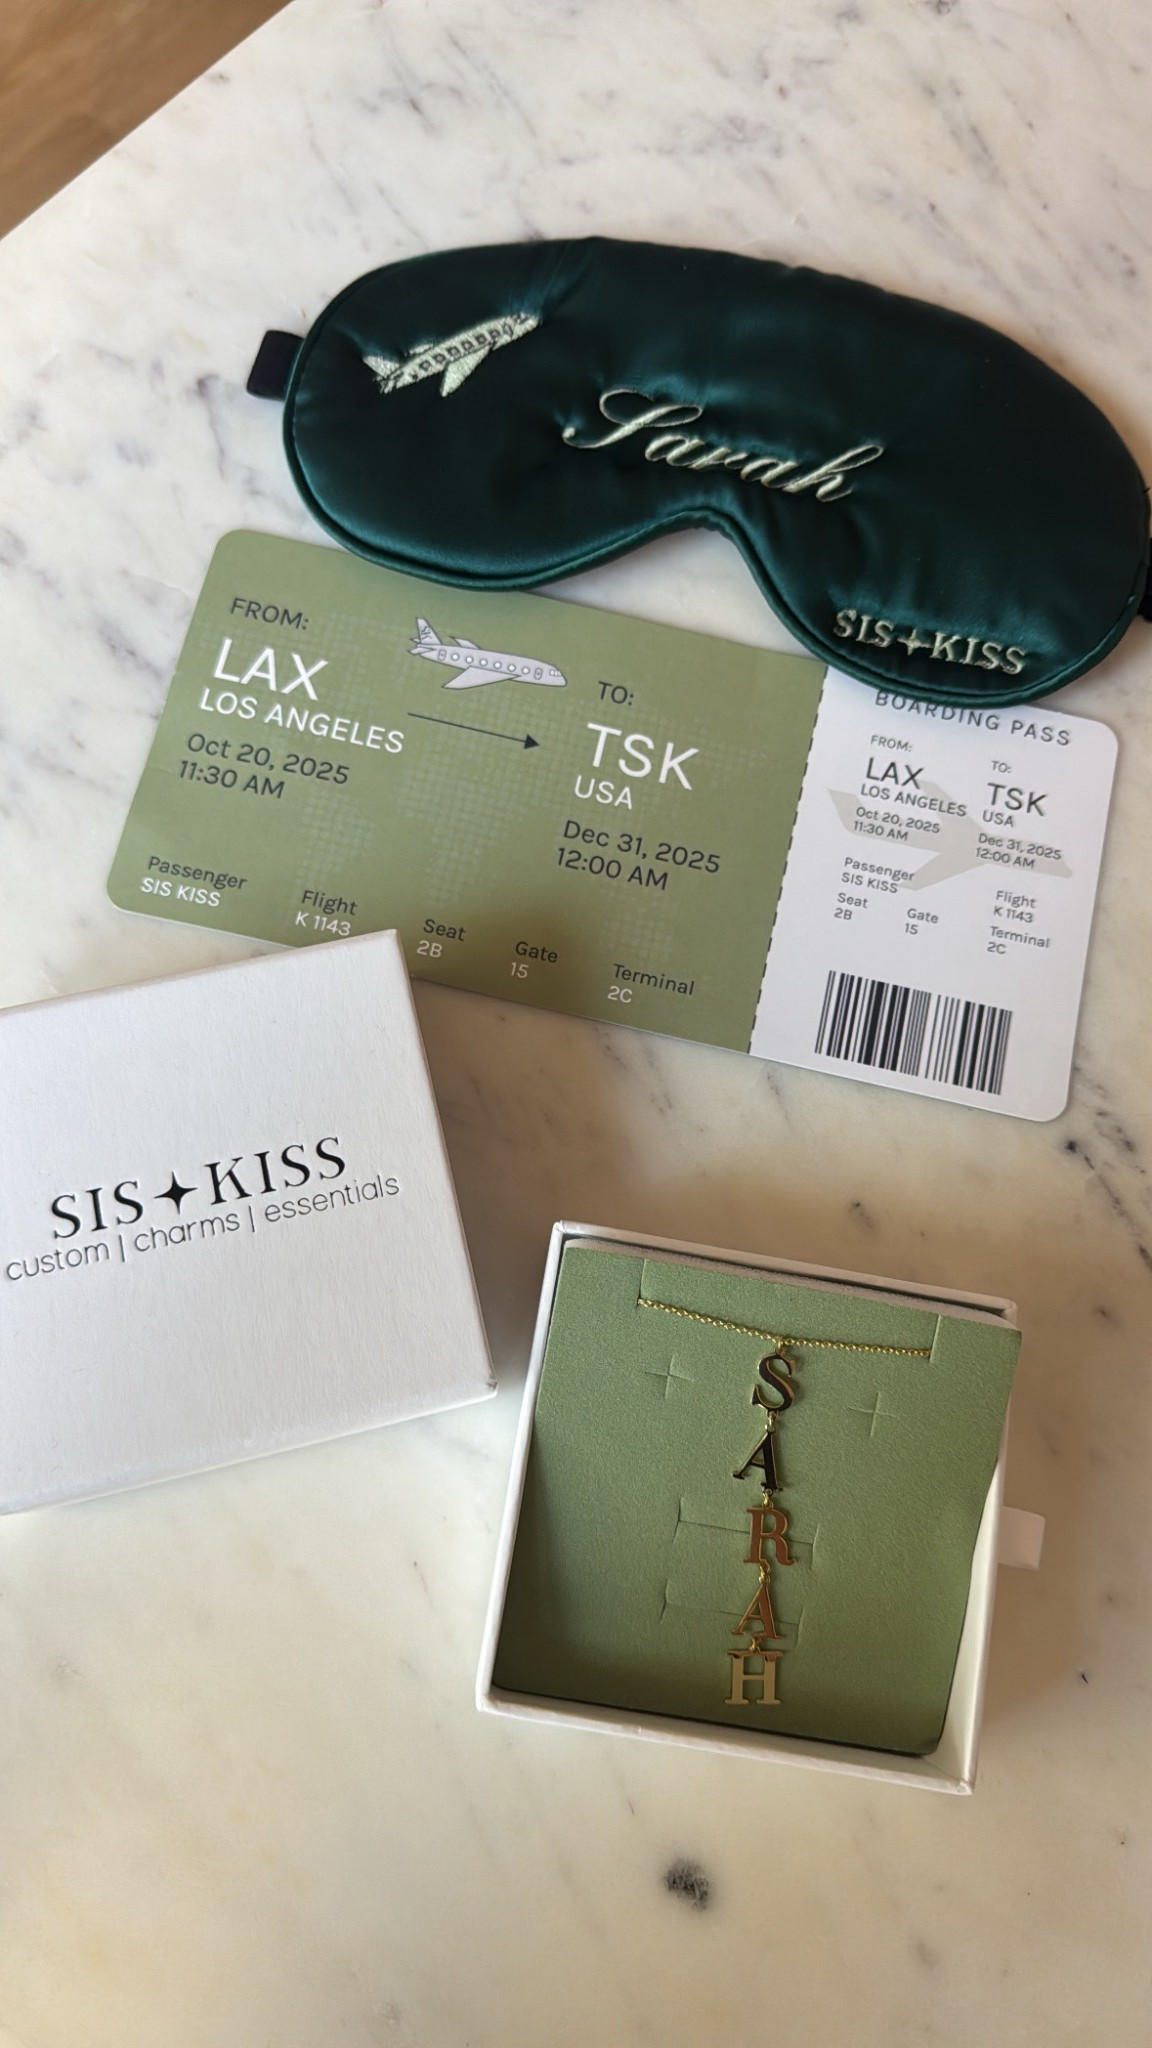 Sarah
SIS✦KISS
FROM:
LAX
LOS ANGELES
Oct 20, 2025
11:30 AM
TO:
TSK
USA
Dec 31, 2025
12:00 AM
Passenger
SIS KISS
Flight
K 1143
Seat
2B
Gate
15
Terminal
2C
BOARDING PASS
FROM:
LAX
LOS ANGELES
Oct 20, 2025
11:30 AM
TO:
TSK
USA
Dec 31, 2025
12:00 AM
Passenger
SIS KISS
Flight
K 1143
Seat
2B
Gate
15
Terminal
2C
SIS✦KISS
custom | charms | essentials
S
A
R
A
H